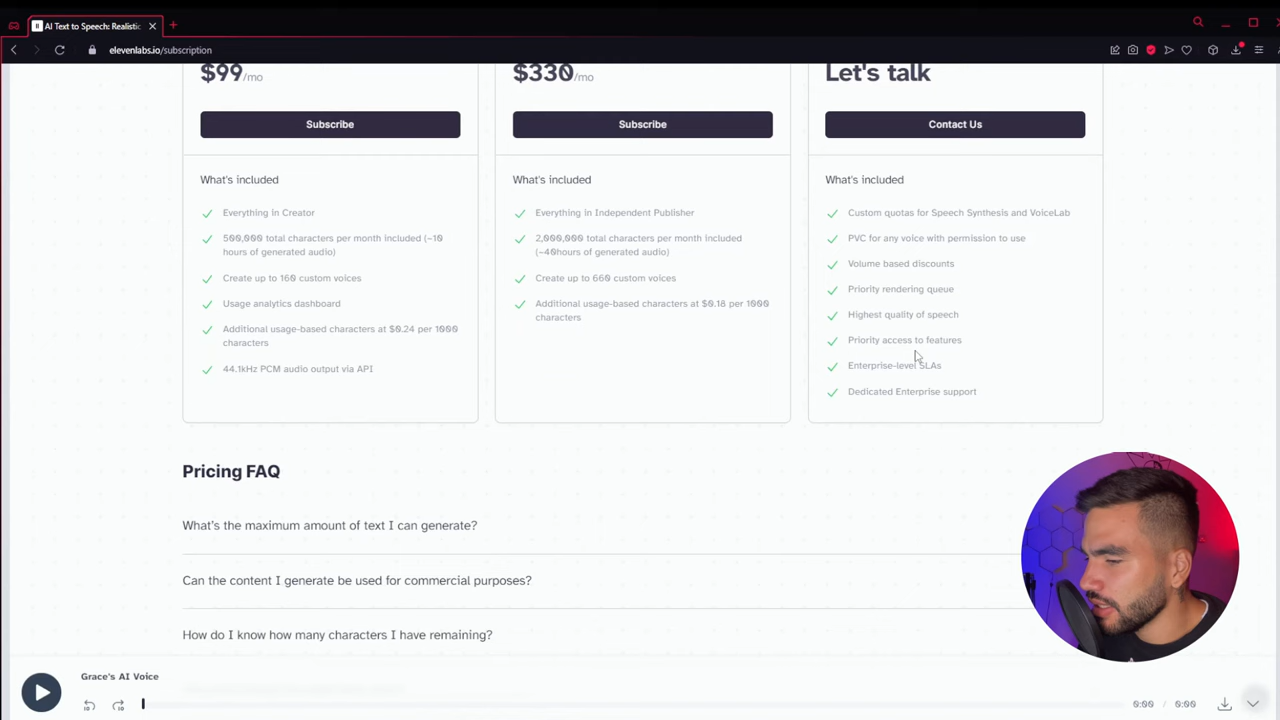 AI Text to Speech: Realistic
elevenlabs.io/subscription
$99/mo
Subscribe
What's included
Everything in Creator
500,000 total characters per month included (~10
hours of generated audio)
Create up to 160 custom voices
Usage analytics dashboard
Additional usage-based characters at $0.24 per 1000
characters
44.1kHz PCM audio output via API
$330/mo
Subscribe
What's included
Everything in Independent Publisher
2,000,000 total characters per month included
(~40hours of generated audio)
Create up to 660 custom voices
Additional usage-based characters at $0.18 per 1000
characters
Let's talk
Contact Us
What's included
Custom quotas for Speech Synthesis and VoiceLab
PVC for any voice with permission to use
Volume based discounts
Priority rendering queue
Highest quality of speech
Priority access to features
Enterprise-level SLAs
Dedicated Enterprise support
Pricing FAQ
What's the maximum amount of text I can generate?
Can the content I generate be used for commercial purposes?
How do I know how many characters I have remaining?
Grace's AI Voice
10
10
0:00 / 0:00